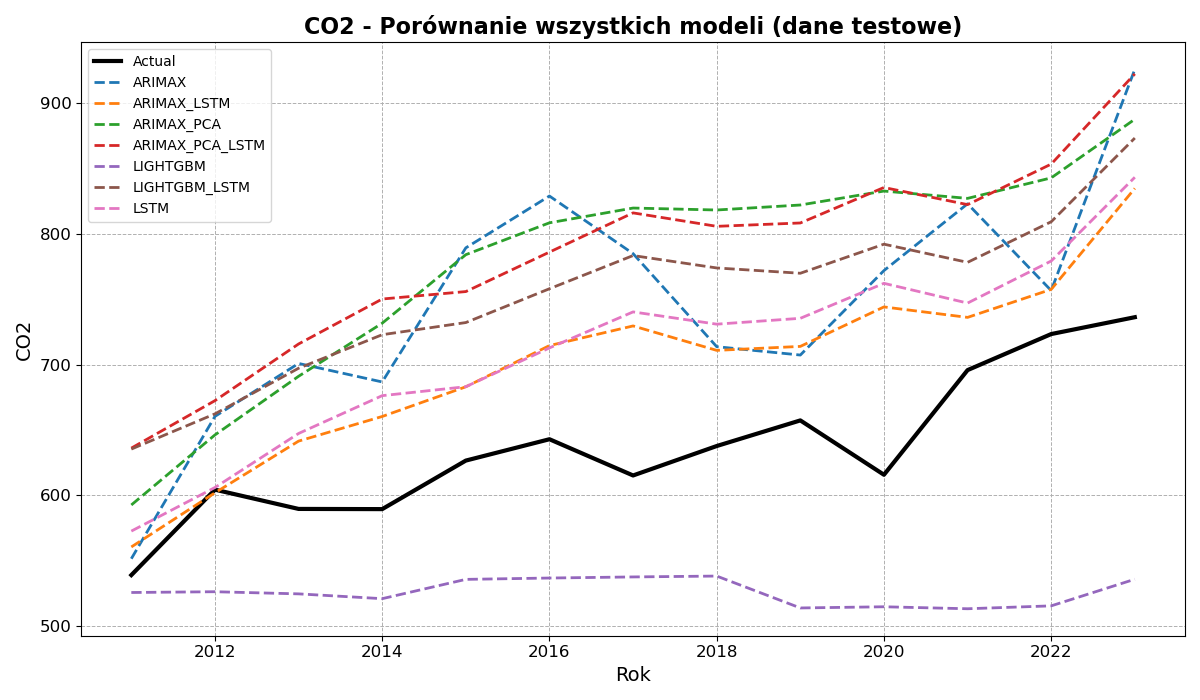 CO2 - Porównanie wszystkich modeli (dane testowe)
Actual
ARIMAX
ARIMAX_LSTM
ARIMAX_PCA
ARIMAX_PCA_LSTM
LIGHTGBM
LIGHTGBM_LSTM
LSTM
CO2
900
800
700
600
500
2012 2014 2016 2018 2020 2022
Rok